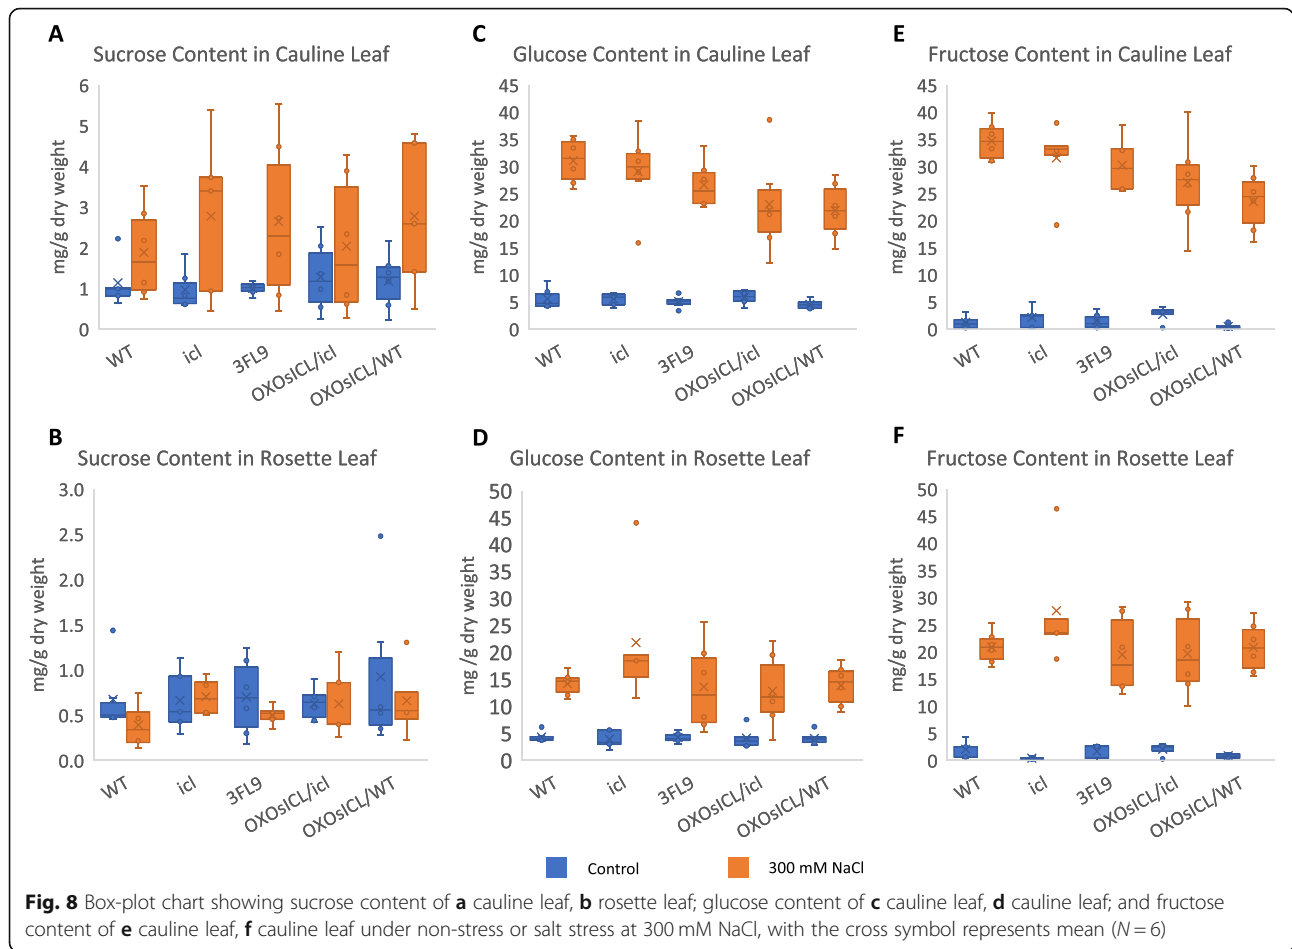 A
Sucrose Content in Cauline Leaf
mg/g dry weight
6
5
4
3
2
1
0
WT
icl
3FL9
OXOsICL/icl
OXOsICL/WT
C
Glucose Content in Cauline Leaf
mg/g dry weight
45
40
35
30
25
20
15
10
5
0
WT
icl
3FL9
OXOsICL/icl
OXOsICL/WT
E
Fructose Content in Cauline Leaf
mg/g dry weight
45
40
35
30
25
20
15
10
5
0
WT
icl
3FL9
OXOsICL/icl
OXOsICL/WT
B
Sucrose Content in Rosette Leaf
mg/g dry weight
3.0
2.5
2.0
1.5
1.0
0.5
0.0
WT
icl
3FL9
OXOsICL/icl
OXOsICL/WT
D
Glucose Content in Rosette Leaf
mg /g dry weight
50
45
40
35
30
25
20
15
10
5
0
WT
icl
3FL9
OXOsICL/icl
OXOsICL/WT
F
Fructose Content in Rosette Leaf
mg/g dry weight
50
45
40
35
30
25
20
15
10
5
0
WT
icl
3FL9
OXOsICL/icl
OXOsICL/WT
Control
300 mM NaCl
Fig. 8 Box-plot chart showing sucrose content of a cauline leaf, b rosette leaf; glucose content of c cauline leaf, d cauline leaf; and fructose
content of e cauline leaf, f cauline leaf under non-stress or salt stress at 300 mM NaCl, with the cross symbol represents mean (N = 6)